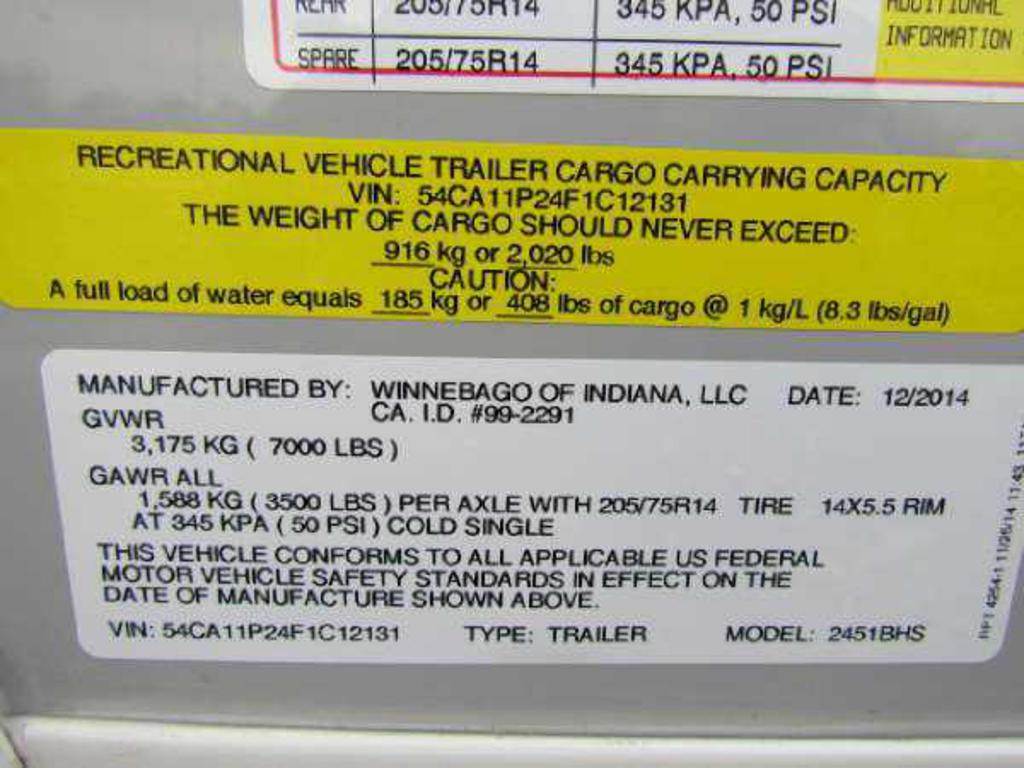 REAR 205/75R14 345 KPA, 50 PSI ADDITIONAL
INFORMATION
SPARE 205/75R14 345 KPA, 50 PSI
RECREATIONAL VEHICLE TRAILER CARGO CARRYING CAPACITY
VIN: 54CA11P24F1C12131
THE WEIGHT OF CARGO SHOULD NEVER EXCEED:
916 kg or 2,020 lbs
CAUTION:
A full load of water equals 185 kg or 408 lbs of cargo @ 1 kg/L (8.3 lbs/gal)
MANUFACTURED BY: WINNEBAGO OF INDIANA, LLC DATE: 12/2014
CA. I.D. #99-2291
GVWR
3,175 KG ( 7000 LBS )
GAWR ALL
1,588 KG ( 3500 LBS ) PER AXLE WITH 205/75R14 TIRE 14X5.5 RIM
AT 345 KPA ( 50 PSI ) COLD SINGLE
THIS VEHICLE CONFORMS TO ALL APPLICABLE US FEDERAL
MOTOR VEHICLE SAFETY STANDARDS IN EFFECT ON THE
DATE OF MANUFACTURE SHOWN ABOVE.
VIN: 54CA11P24F1C12131 TYPE: TRAILER MODEL: 2451BHS